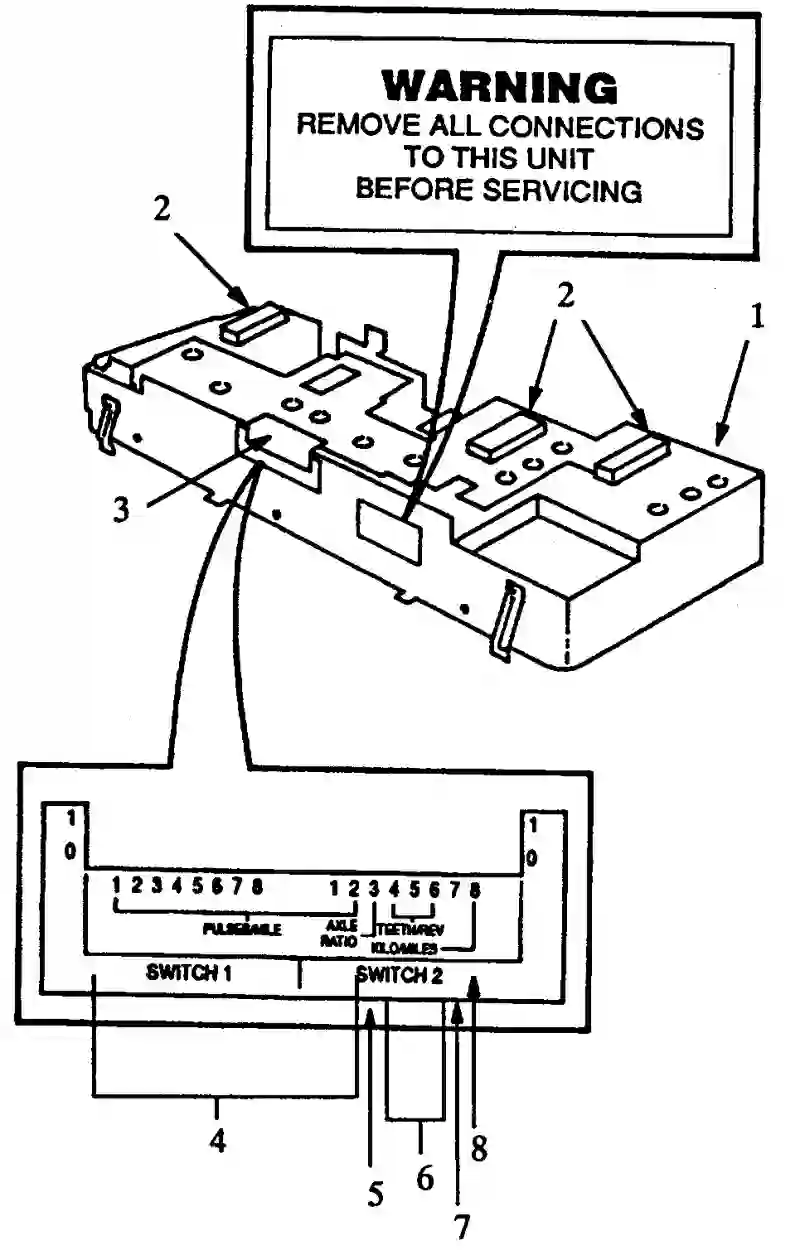 WARNING
REMOVE ALL CONNECTIONS
TO THIS UNIT
BEFORE SERVICING
2
2
1
3
1
0
1
0
1 2 3 4 5 6 7 8
1 2 3 4 5 6 7 8
PULSES/MILE
AXLE
RATIO
TEETH/REV
KILO/MILES
SWITCH 1
SWITCH 2
4
5
6
7
8